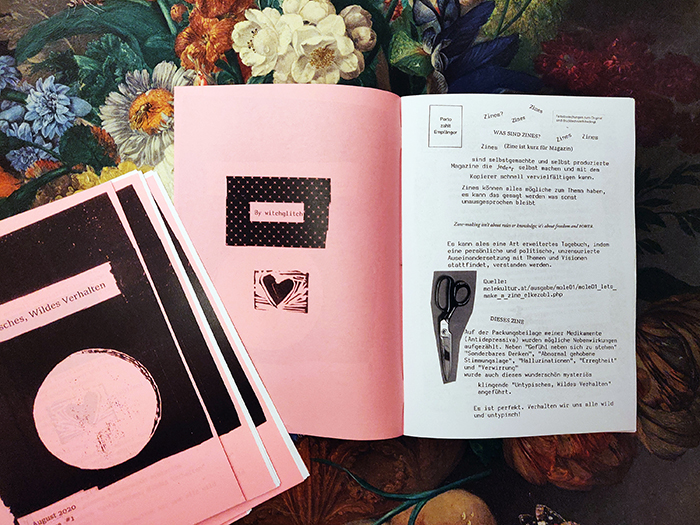 sches, Wildes Verhalten
August 2020
#1
By witchglitch
Porto
zahlt
Empfänger
Zines?
Zines
Zines
WAS SIND ZINES?
Zines
Zines
Zines (Zine ist kurz für Magazin)
sind selbstgemachte und selbst produzierte
Magazine die jede*r selbst machen und mit dem
Kopierer schnell vervielfältigen kann.
Zines können alles mögliche zum Thema haben,
es kann das gesagt werden was sonst
unausgesprochen bleibt
Zine-making isn't about rules or knowledge, it's about freedom and POWER.
Es kann also eine Art erweitertes Tagebuch, indem
eine persönliche und politische, unzensurierte
Auseinandersetzung mit Themen und Visionen
stattfindet, verstanden werden.
Quelle:
molekultur.at/ausgabe/mole01/mole01_lets_
make_a_zine_elkezobl.php
DIESES ZINE
Auf der Packungsbeilage meiner Medikamente
(Antidepressiva) wurden mögliche Nebenwirkungen
aufgezählt. Neben "Gefühl neben sich zu stehen"
"Sonderbares Denken", "Abnormal gehobene
Stimmungslage", "Halluzinationen", "Erregtheit"
und "Verwirrung"
wurde auch dieses wunderschön mysteriös
klingende "Untypisches, Wildes Verhalten"
angeführt.
Es ist perfekt. Verhalten wir uns alle wild
und untypisch!